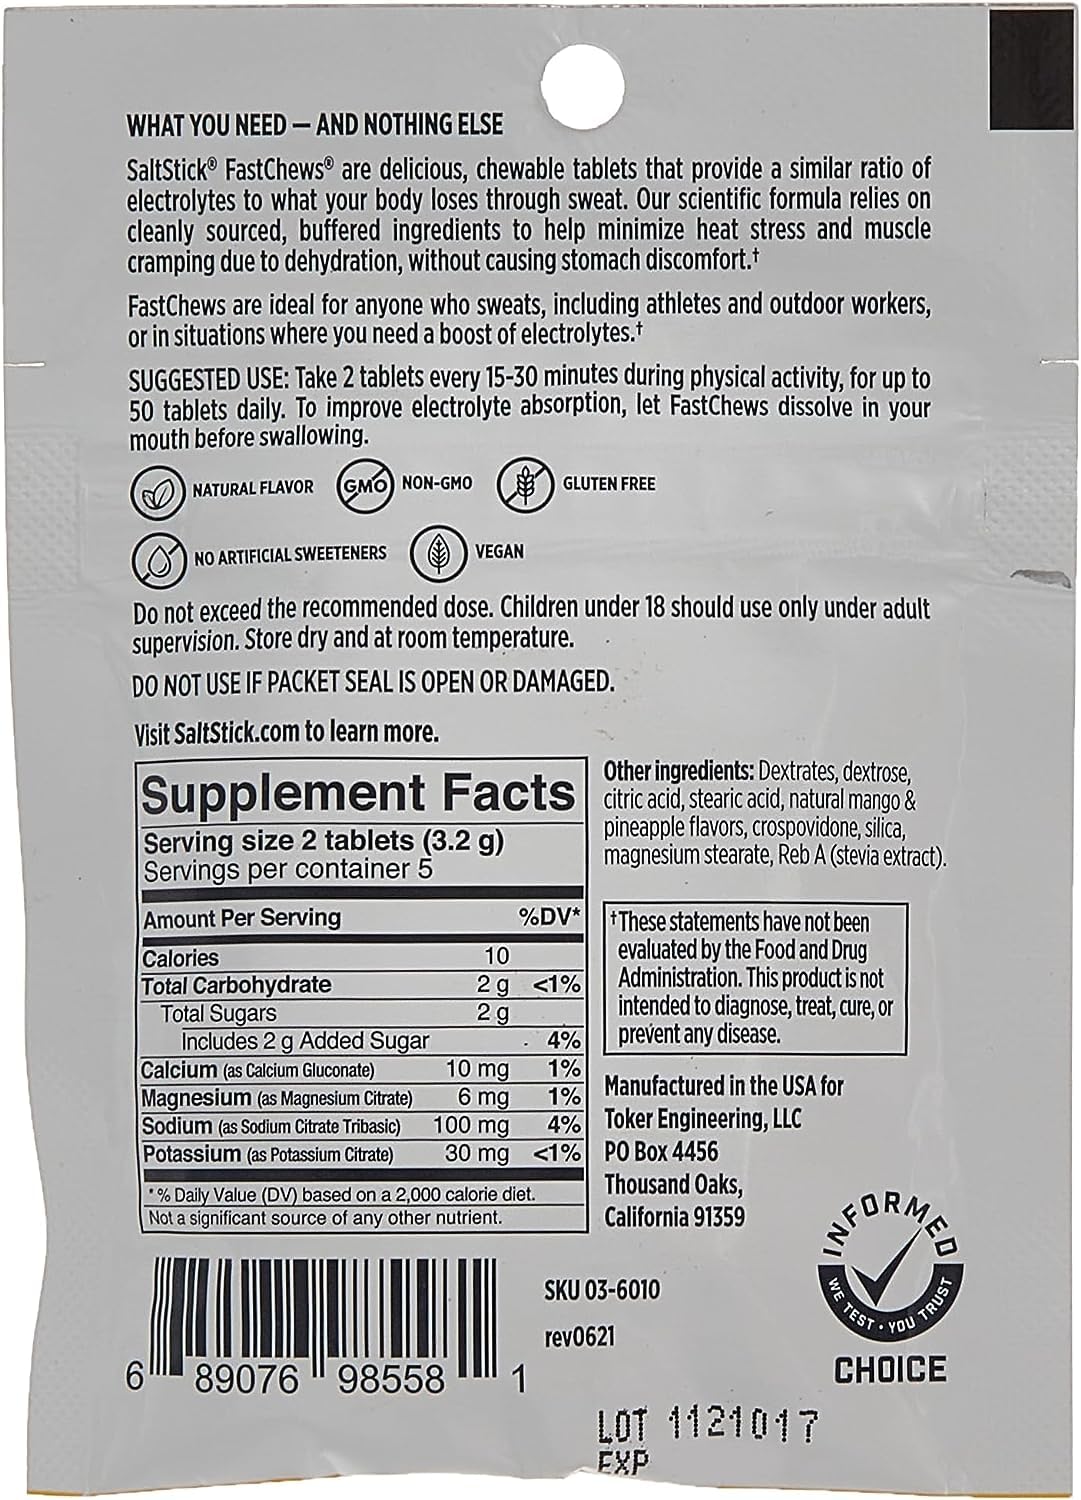 WHAT YOU NEED — AND NOTHING ELSE
SaltStick® FastChews® are delicious, chewable tablets that provide a similar ratio of
electrolytes to what your body loses through sweat. Our scientific formula relies on
cleanly sourced, buffered ingredients to help minimize heat stress and muscle
cramping due to dehydration, without causing stomach discomfort.†
FastChews are ideal for anyone who sweats, including athletes and outdoor workers,
or in situations where you need a boost of electrolytes.†
SUGGESTED USE: Take 2 tablets every 15-30 minutes during physical activity, for up to
50 tablets daily. To improve electrolyte absorption, let FastChews dissolve in your
mouth before swallowing.
NATURAL FLAVOR GMO NON-GMO GLUTEN FREE
NO ARTIFICIAL SWEETENERS VEGAN
Do not exceed the recommended dose. Children under 18 should use only under adult
supervision. Store dry and at room temperature.
DO NOT USE IF PACKET SEAL IS OPEN OR DAMAGED.
Visit SaltStick.com to learn more.
Supplement Facts
Serving size 2 tablets (3.2 g)
Servings per container 5
Amount Per Serving %DV*
Calories 10
Total Carbohydrate 2 g <1%
Total Sugars 2 g
Includes 2 g Added Sugar 4%
Calcium (as Calcium Gluconate) 10 mg 1%
Magnesium (as Magnesium Citrate) 6 mg 1%
Sodium (as Sodium Citrate Tribasic) 100 mg 4%
Potassium (as Potassium Citrate) 30 mg <1%
*% Daily Value (DV) based on a 2,000 calorie diet.
Not a significant source of any other nutrient.
Other ingredients: Dextrates, dextrose,
citric acid, stearic acid, natural mango &
pineapple flavors, crospovidone, silica,
magnesium stearate, Reb A (stevia extract).
†These statements have not been
evaluated by the Food and Drug
Administration. This product is not
intended to diagnose, treat, cure, or
prevent any disease.
Manufactured in the USA for
Toker Engineering, LLC
PO Box 4456
Thousand Oaks,
California 91359
INFORMED
WE TEST • YOU TRUST
CHOICE
SKU 03-6010
rev0621
6 89076 98558 1
LOT 1121017
EXP